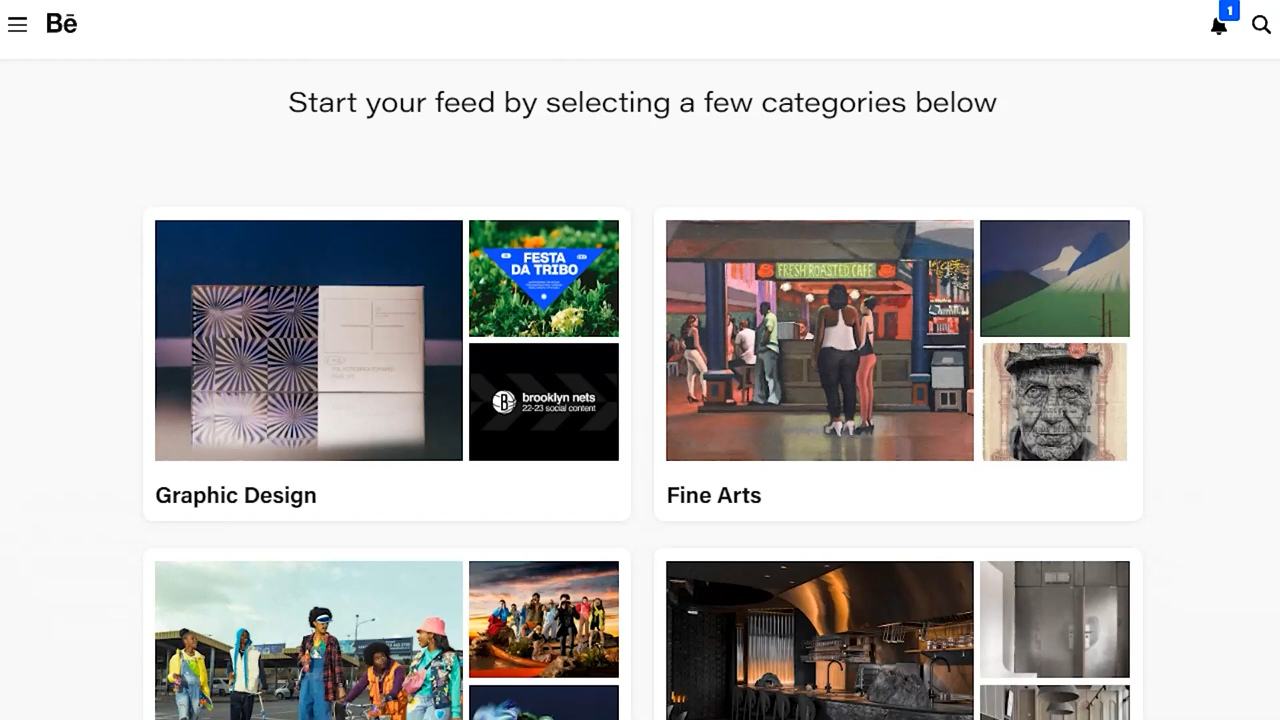 Bē
1
Start your feed by selecting a few categories below
FESTA
DA TRIBO
brooklyn nets
22-23 social content
FRESH ROASTED CAFE
Graphic Design
Fine Arts